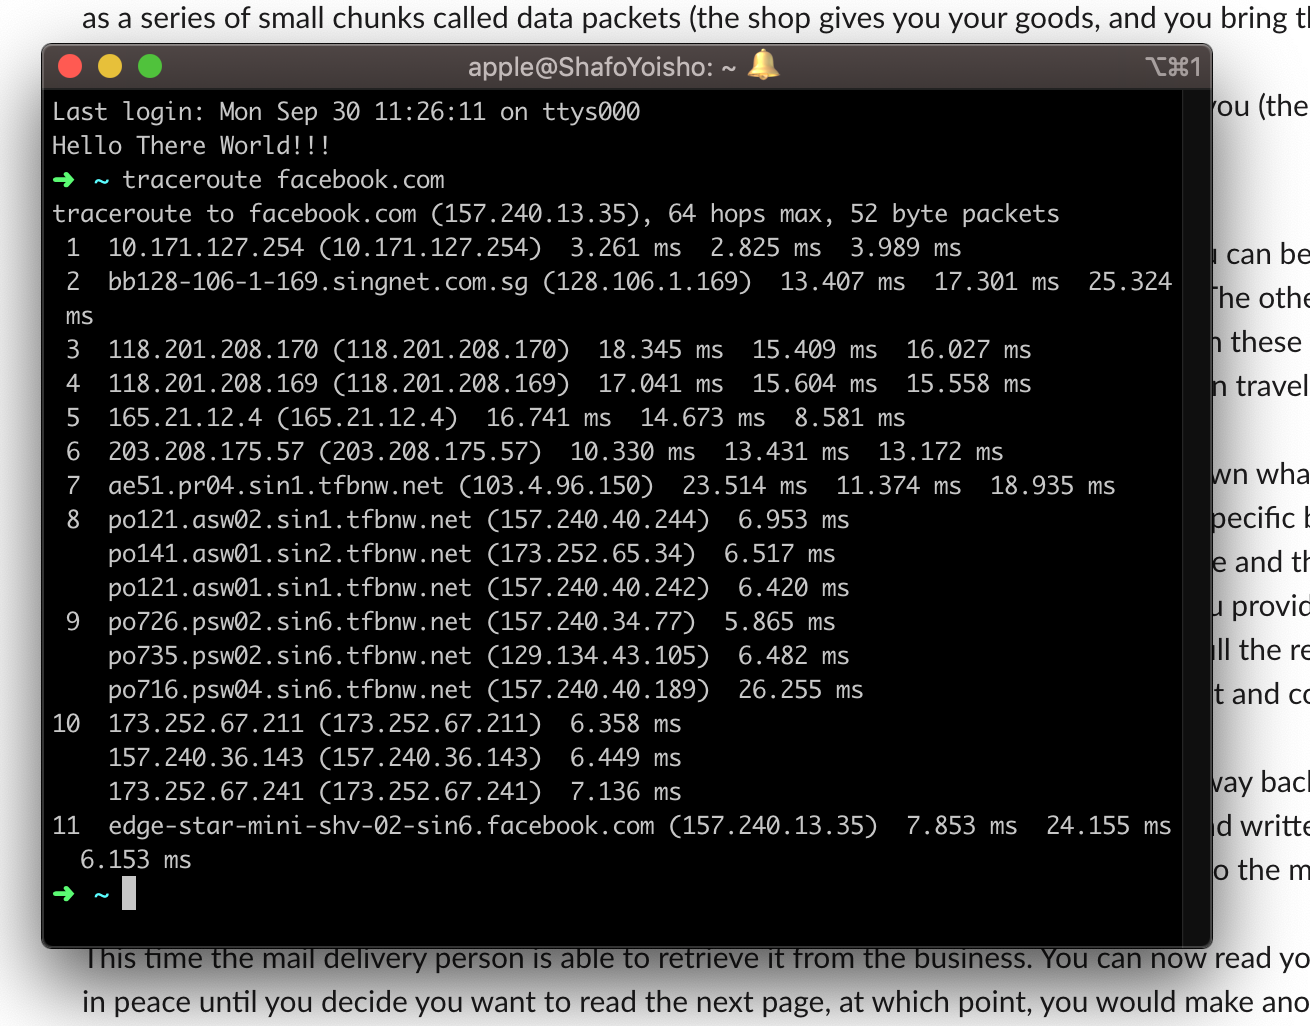 as a series of small chunks called data packets (the shop gives you your goods, and you bring
apple@ShafoYoisho: ~ 🔔 ⌥⌘1
Last login: Mon Sep 30 11:26:11 on ttys000
you (the
Hello There World!!!
➜ ~ traceroute facebook.com
traceroute to facebook.com (157.240.13.35), 64 hops max, 52 byte packets
1 10.171.127.254 (10.171.127.254) 3.261 ms 2.825 ms 3.989 ms
can be
2 bb128-106-1-169.singnet.com.sg (128.106.1.169) 13.407 ms 17.301 ms 25.324
The othe
ms
3 118.201.208.170 (118.201.208.170) 18.345 ms 15.409 ms 16.027 ms
these
4 118.201.208.169 (118.201.208.169) 17.041 ms 15.604 ms 15.558 ms
n travel
5 165.21.12.4 (165.21.12.4) 16.741 ms 14.673 ms 8.581 ms
6 203.208.175.57 (203.208.175.57) 10.330 ms 13.431 ms 13.172 ms
wn wha
7 ae51.pr04.sin1.tfbnw.net (103.4.96.150) 23.514 ms 11.374 ms 18.935 ms
8 po121.asw02.sin1.tfbnw.net (157.240.40.244) 6.953 ms
pecific b
po141.asw01.sin2.tfbnw.net (173.252.65.34) 6.517 ms
e and th
po121.asw01.sin1.tfbnw.net (157.240.40.242) 6.420 ms
u provid
9 po726.psw02.sin6.tfbnw.net (157.240.34.77) 5.865 ms
po735.psw02.sin6.tfbnw.net (129.134.43.105) 6.482 ms
ll the re
po716.psw04.sin6.tfbnw.net (157.240.40.189) 26.255 ms
t and co
10 173.252.67.211 (173.252.67.211) 6.358 ms
157.240.36.143 (157.240.36.143) 6.449 ms
way back
173.252.67.241 (173.252.67.241) 7.136 ms
11 edge-star-mini-shv-02-sin6.facebook.com (157.240.13.35) 7.853 ms 24.155 ms
d writte
6.153 ms
o the m
➜ ~
This time the mail delivery person is able to retrieve it from the business. You can now read yo
in peace until you decide you want to read the next page, at which point, you would make ano